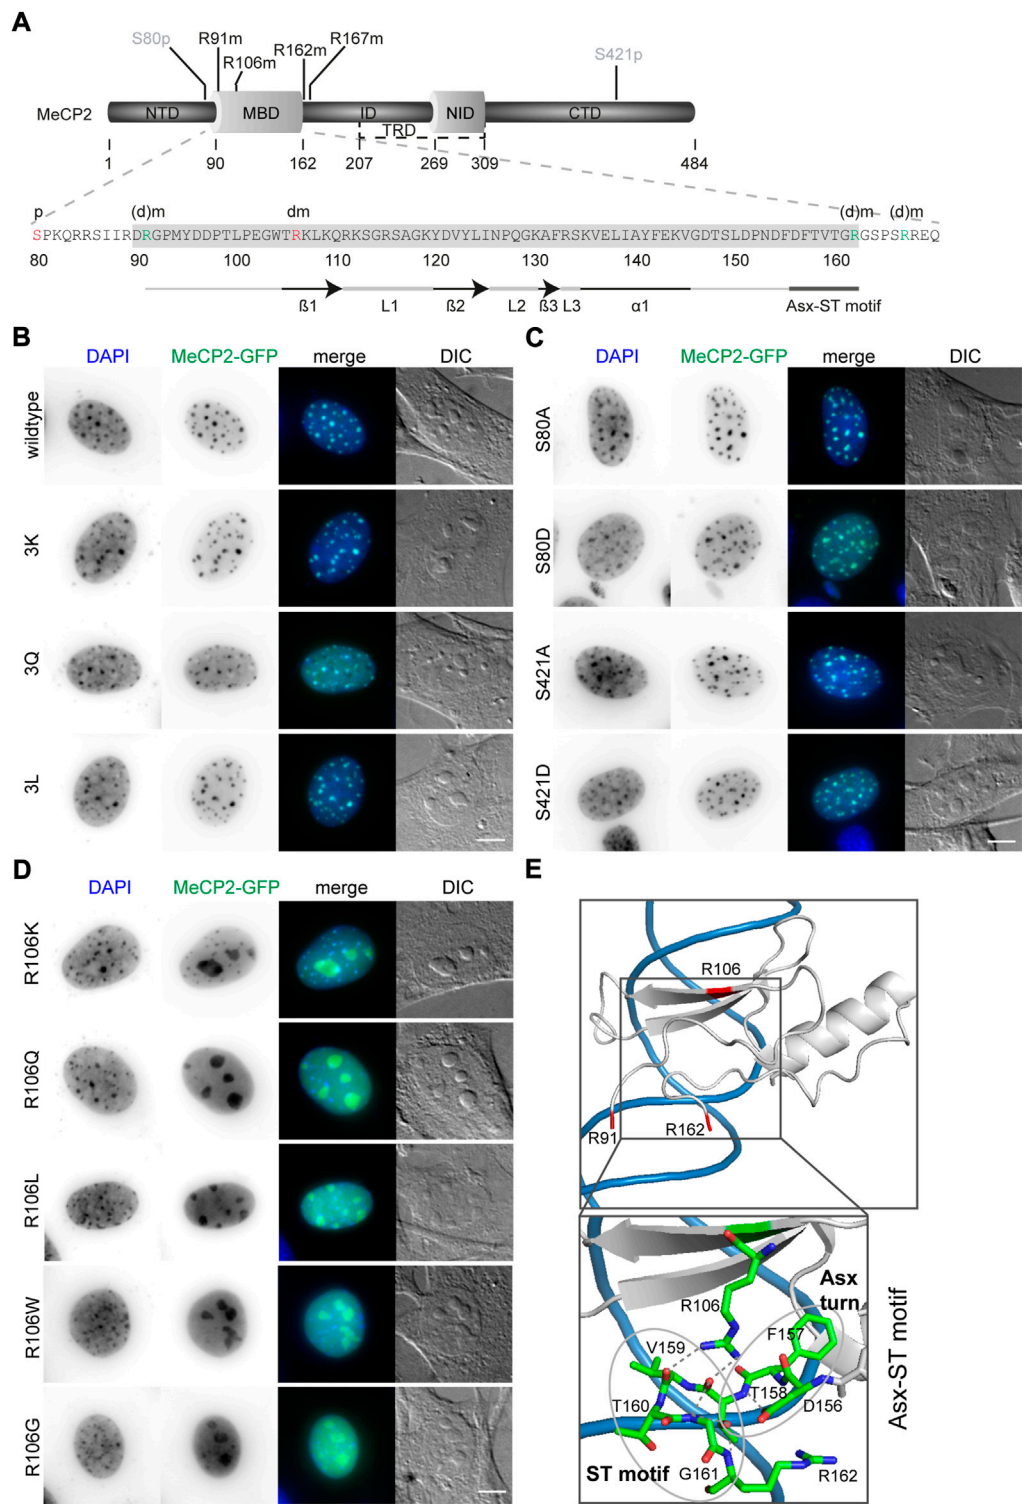 A
S80p R91m R106m R162m R167m S421p
MeCP2 NTD MBD ID TRD NID CTD
1 90 162 207 269 309 484
p (d)m dm (d)m (d)m
SPKQRRSIIRDRGPMYDDPTLPEGWTRKLKQRKSGRSAGKYDVYLINPQGKAFRSKVELIAYFEKVGDTSLDPNDFDFTVTGRGSPSRREQ
80 90 100 110 120 130 140 150 160
ß1 L1 ß2 L2 ß3 L3 α1 Asx-ST motif
B
DAPI MeCP2-GFP merge DIC
wildtype
3K
3Q
3L
C
DAPI MeCP2-GFP merge DIC
S80A
S80D
S421A
S421D
D
DAPI MeCP2-GFP merge DIC
R106K
R106Q
R106L
R106W
R106G
E
R106
R91 R162
R106
Asx
turn
F157
V159
T158
D156
T160
ST motif
G161
R162
Asx-ST motif